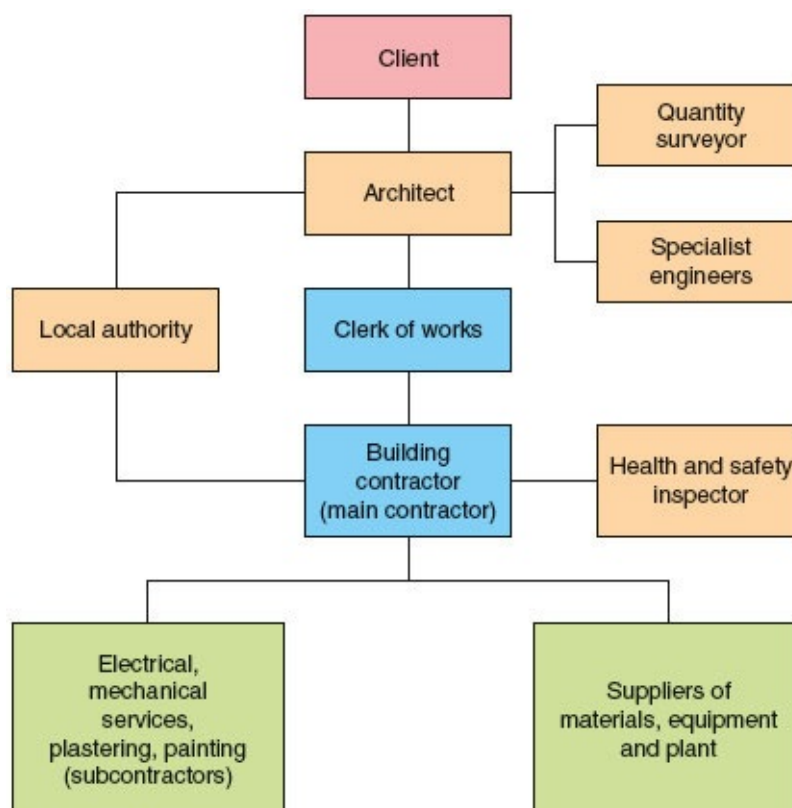 Client
Quantity
surveyor
Architect
Specialist
engineers
Local authority
Clerk of works
Building
contractor
(main contractor)
Health and safety
inspector
Electrical,
mechanical
services,
plastering, painting
(subcontractors)
Suppliers of
materials, equipment
and plant